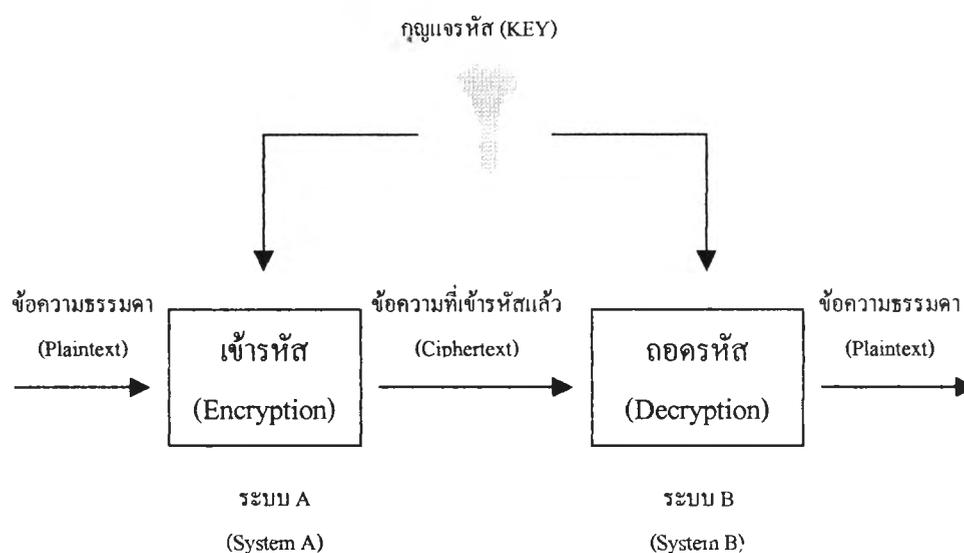 กุญแจรหัส (KEY)
ข้อความธรรมดา
(Plaintext)
เข้ารหัส
(Encryption)
ข้อความที่เข้ารหัสแล้ว
(Ciphertext)
ถอดรหัส
(Decryption)
ข้อความธรรมดา
(Plaintext)
ระบบ A
(System A)
ระบบ B
(System B)